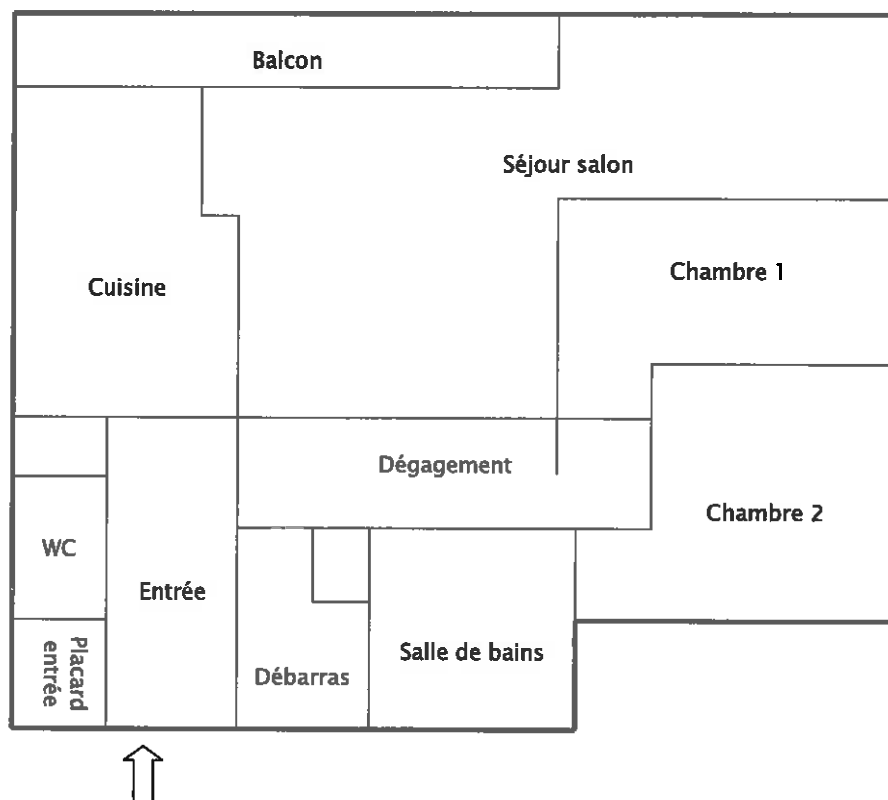 Balcon
Séjour salon
Chambre 1
Cuisine
Dégagement
Chambre 2
WC
Entrée
Placard
entrée
Débarras
Salle de bains